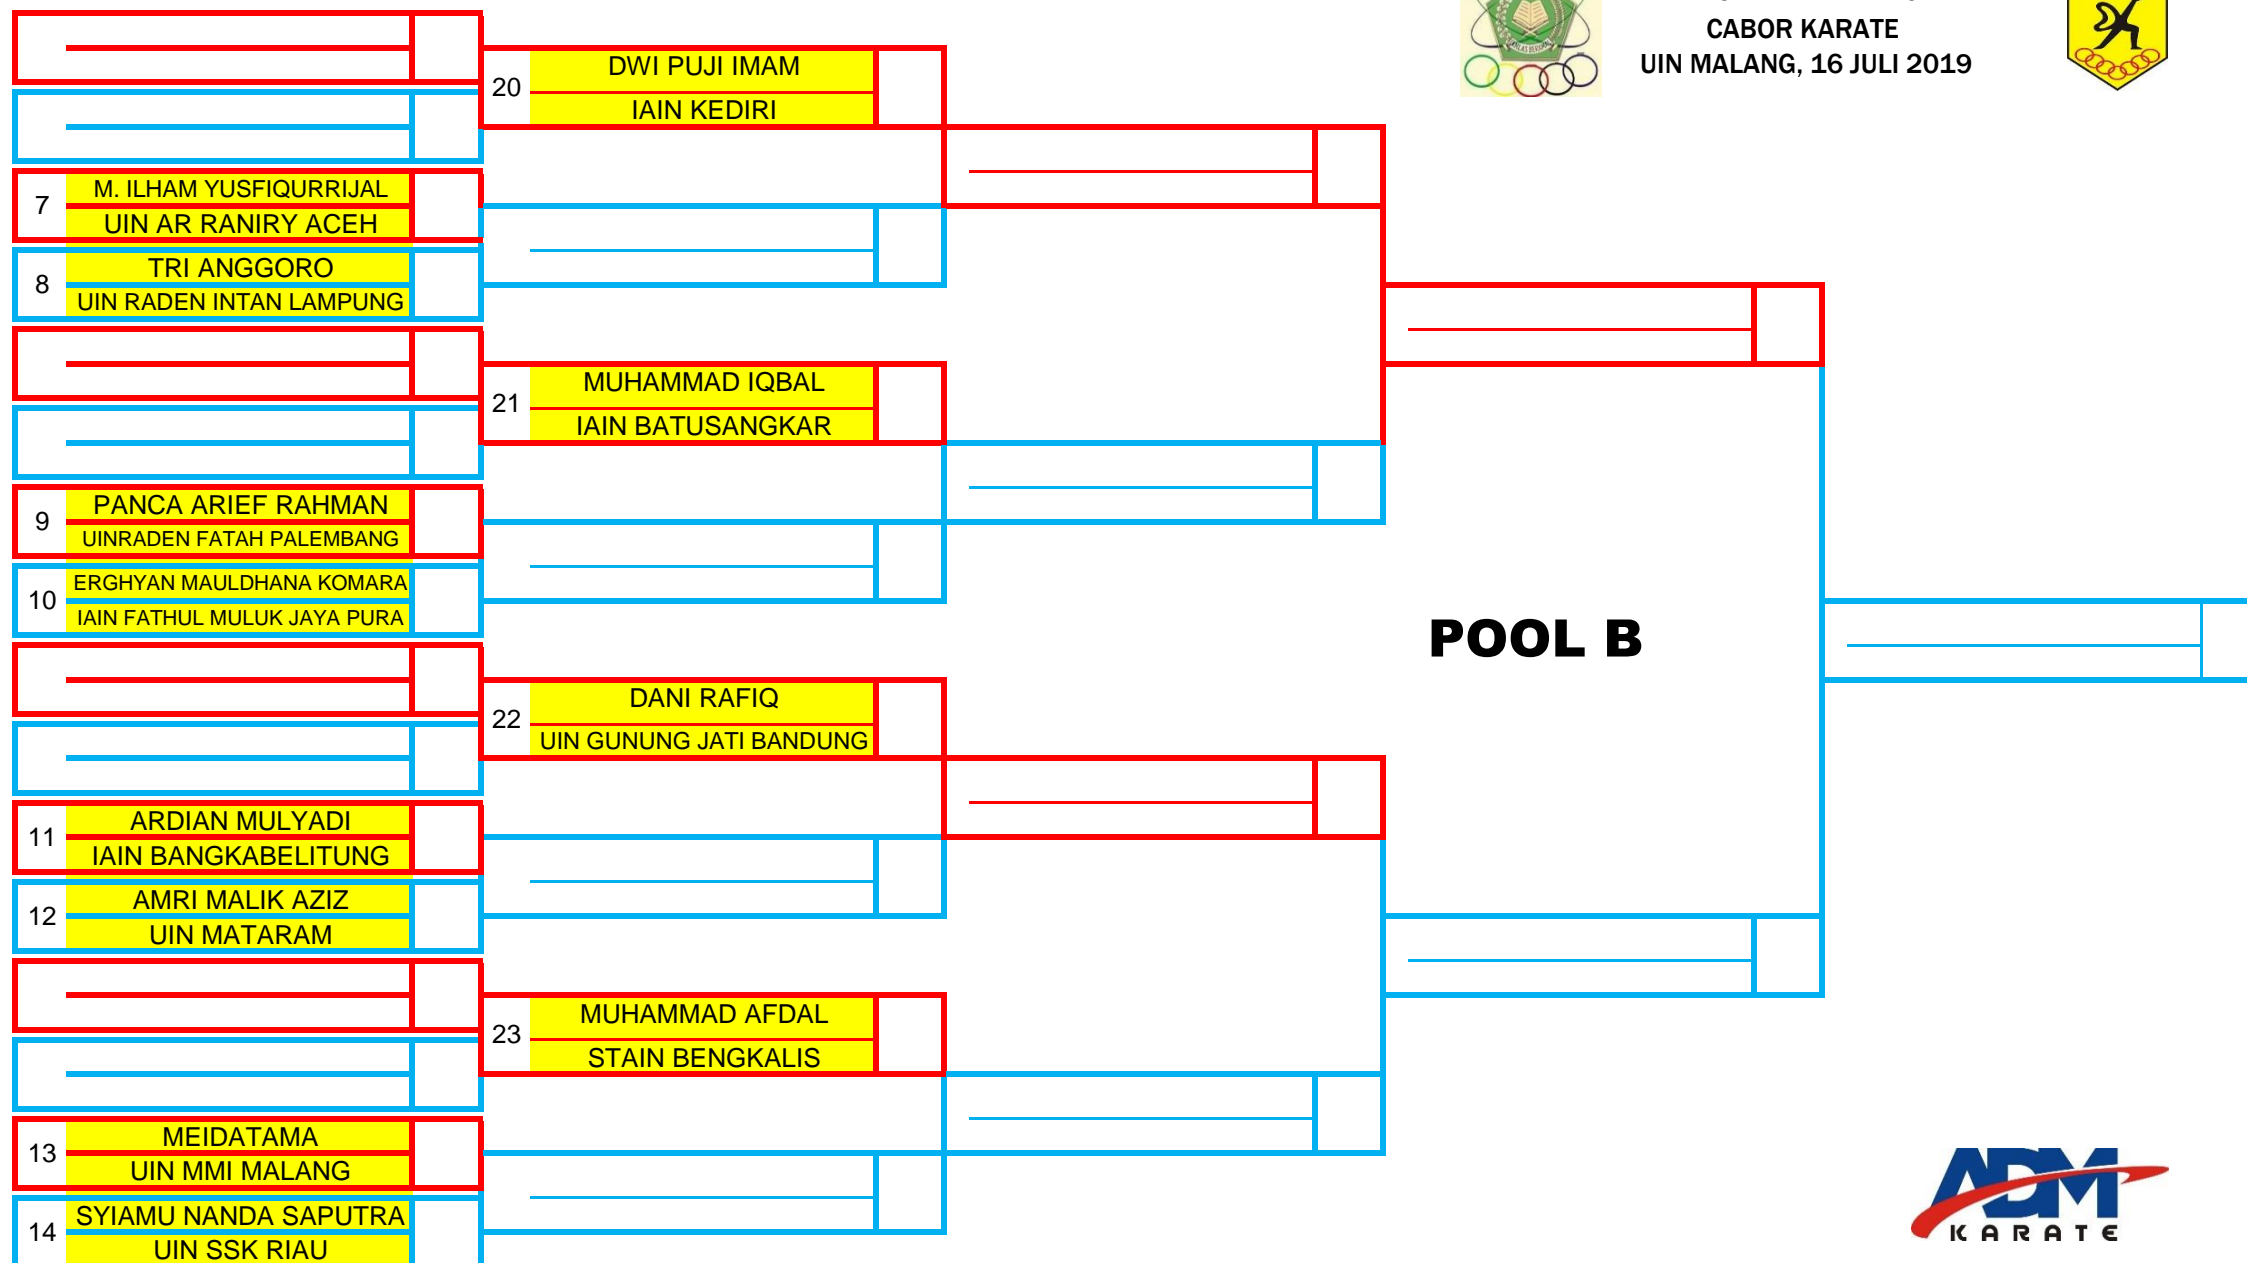 CABOR KARATE
UIN MALANG, 16 JULI 2019
20
DWI PUJI IMAM
IAIN KEDIRI
7
M. ILHAM YUSFIQURRIJAL
UIN AR RANIRY ACEH
8
TRI ANGGORO
UIN RADEN INTAN LAMPUNG
21
MUHAMMAD IQBAL
IAIN BATUSANGKAR
9
PANCA ARIEF RAHMAN
UINRADEN FATAH PALEMBANG
10
ERGHYAN MAULDHANA KOMARA
IAIN FATHUL MULUK JAYA PURA
POOL B
22
DANI RAFIQ
UIN GUNUNG JATI BANDUNG
11
ARDIAN MULYADI
IAIN BANGKABELITUNG
12
AMRI MALIK AZIZ
UIN MATARAM
23
MUHAMMAD AFDAL
STAIN BENGKALIS
13
MEIDATAMA
UIN MMI MALANG
14
SYIAMU NANDA SAPUTRA
UIN SSK RIAU
ADM
KARATE